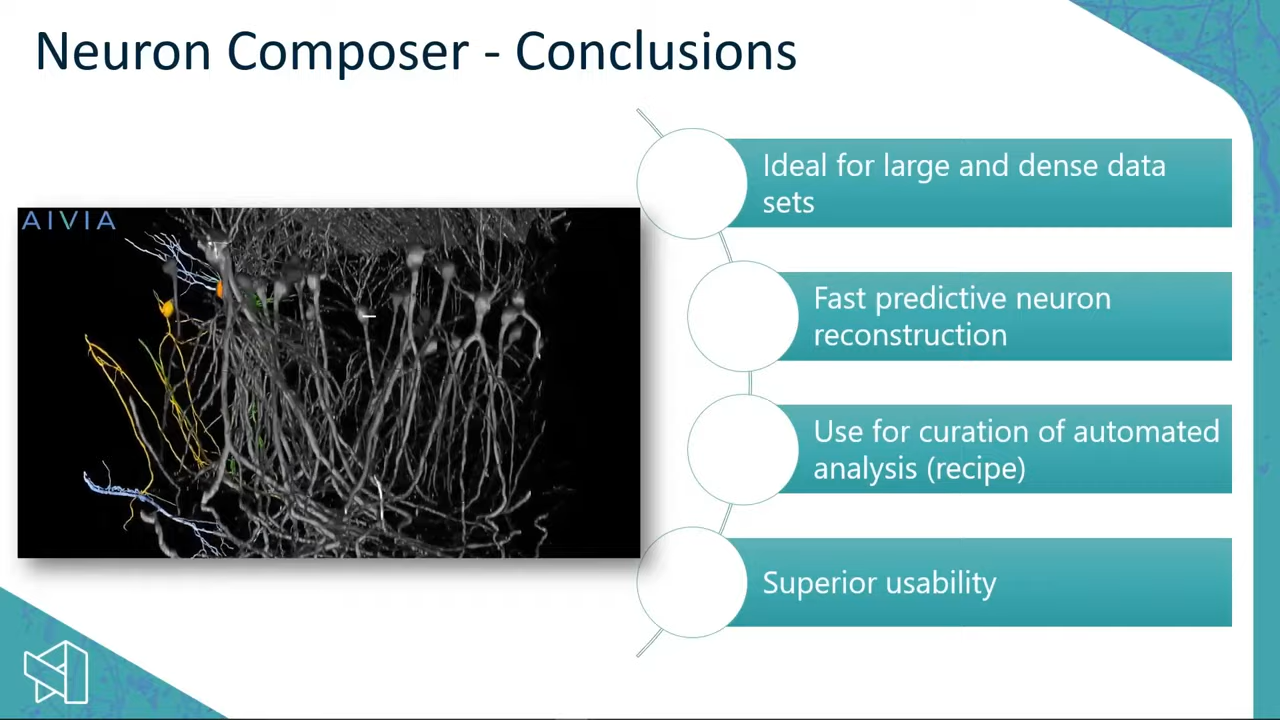 Neuron Composer - Conclusions
AIVIA
Ideal for large and dense data
sets
Fast predictive neuron
reconstruction
Use for curation of automated
analysis (recipe)
Superior usability